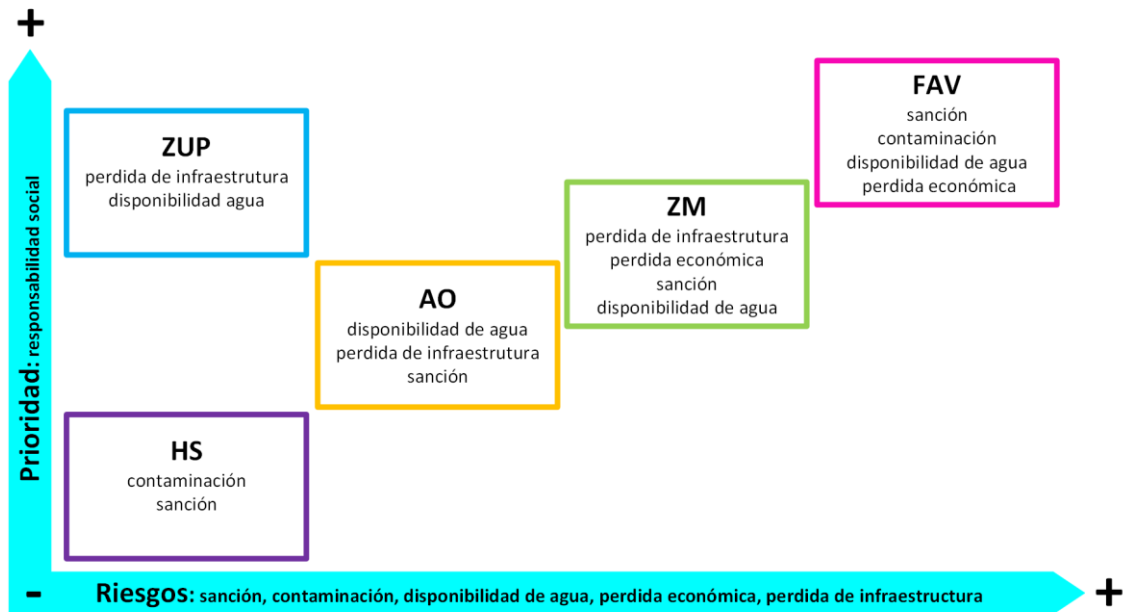 +
FAV
sanción
contaminación
disponibilidad de agua
perdida económica
ZUP
perdida de infraestrutura
disponibilidad agua
ZM
perdida de infraestrutura
perdida económica
sanción
disponibilidad de agua
AO
disponibilidad de agua
perdida de infraestrutura
sanción
HS
contaminación
sanción
Prioridad: responsabilidad social
-
Riesgos: sanción, contaminación, disponibilidad de agua, perdida económica, perdida de infraestructura
+